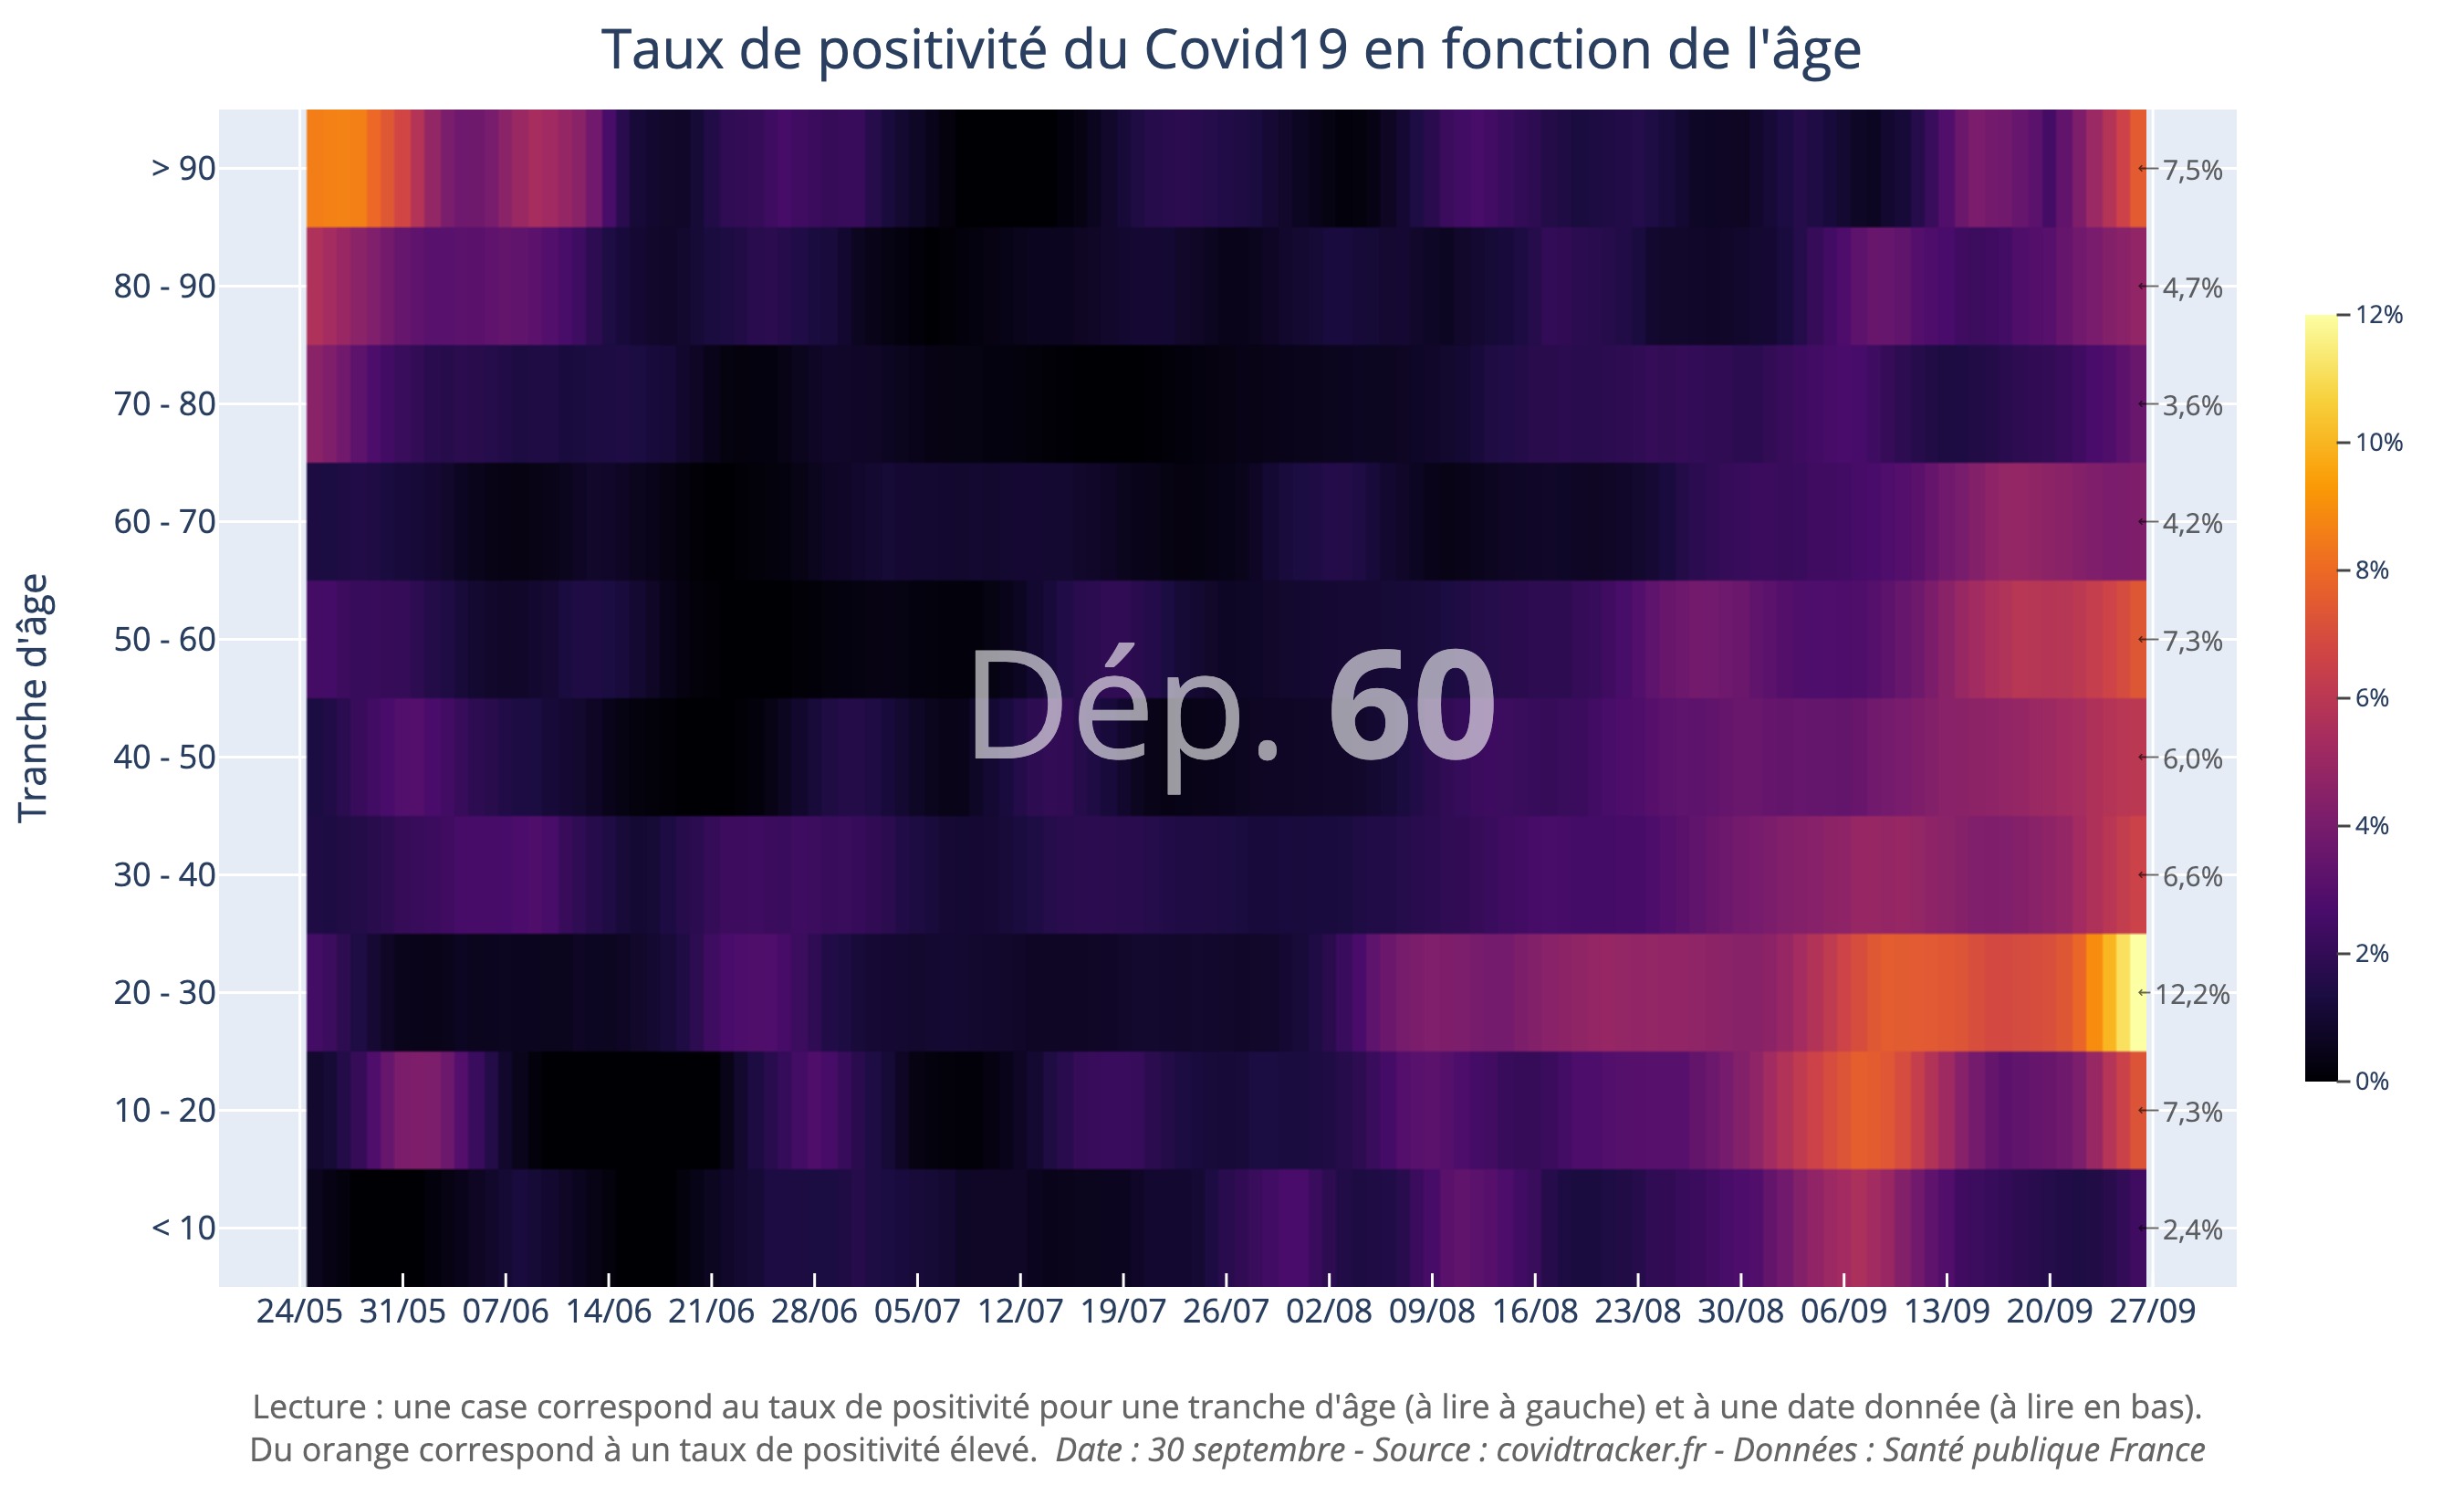 Taux de positivité du Covid19 en fonction de l'âge
Tranche d'âge
> 90
80 - 90
70 - 80
60 - 70
50 - 60
40 - 50
30 - 40
20 - 30
10 - 20
< 10
Dép. 60
7,5%
4,7%
3,6%
4,2%
7,3%
6,0%
6,6%
12,2%
7,3%
2,4%
12%
10%
8%
6%
4%
2%
0%
24/05 31/05 07/06 14/06 21/06 28/06 05/07 12/07 19/07 26/07 02/08 09/08 16/08 23/08 30/08 06/09 13/09 20/09 27/09
Lecture : une case correspond au taux de positivité pour une tranche d'âge (à lire à gauche) et à une date donnée (à lire en bas).
Du orange correspond à un taux de positivité élevé. Date : 30 septembre - Source : covidtracker.fr - Données : Santé publique France